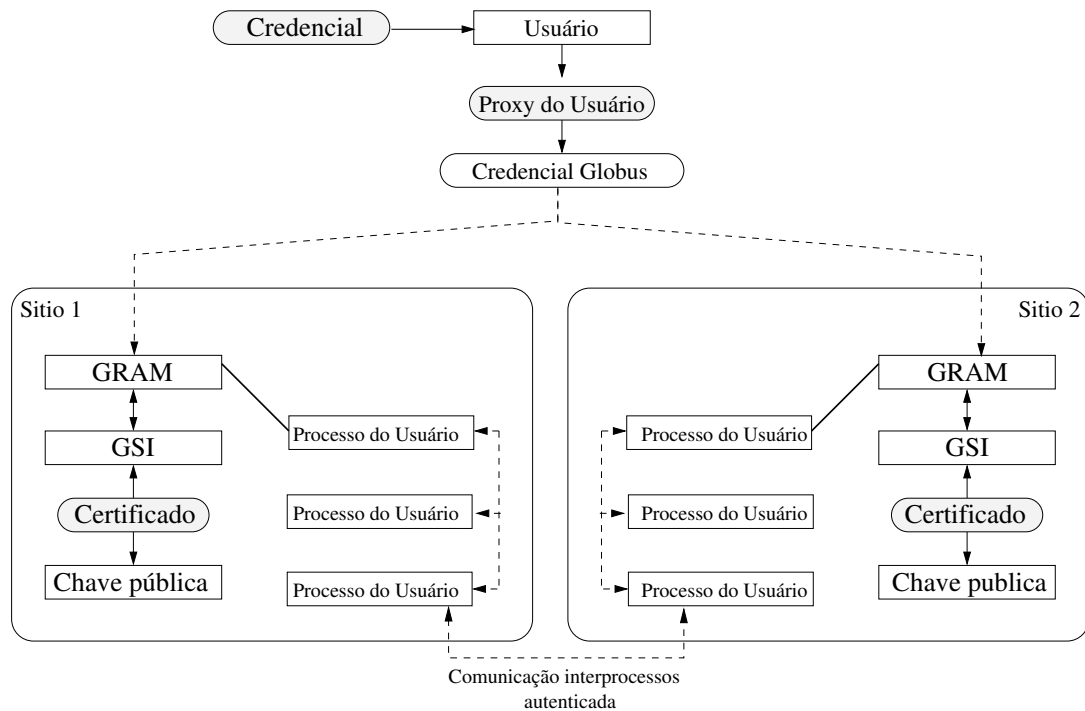 Credencial
Usuário
Proxy do Usuário
Credencial Globus
Sitio 1
Sitio 2
GRAM
GRAM
Processo do Usuário
Processo do Usuário
GSI
GSI
Processo do Usuário
Processo do Usuário
Certificado
Certificado
Chave pública
Processo do Usuário
Processo do Usuário
Chave publica
Comunicação interprocessos
autenticada